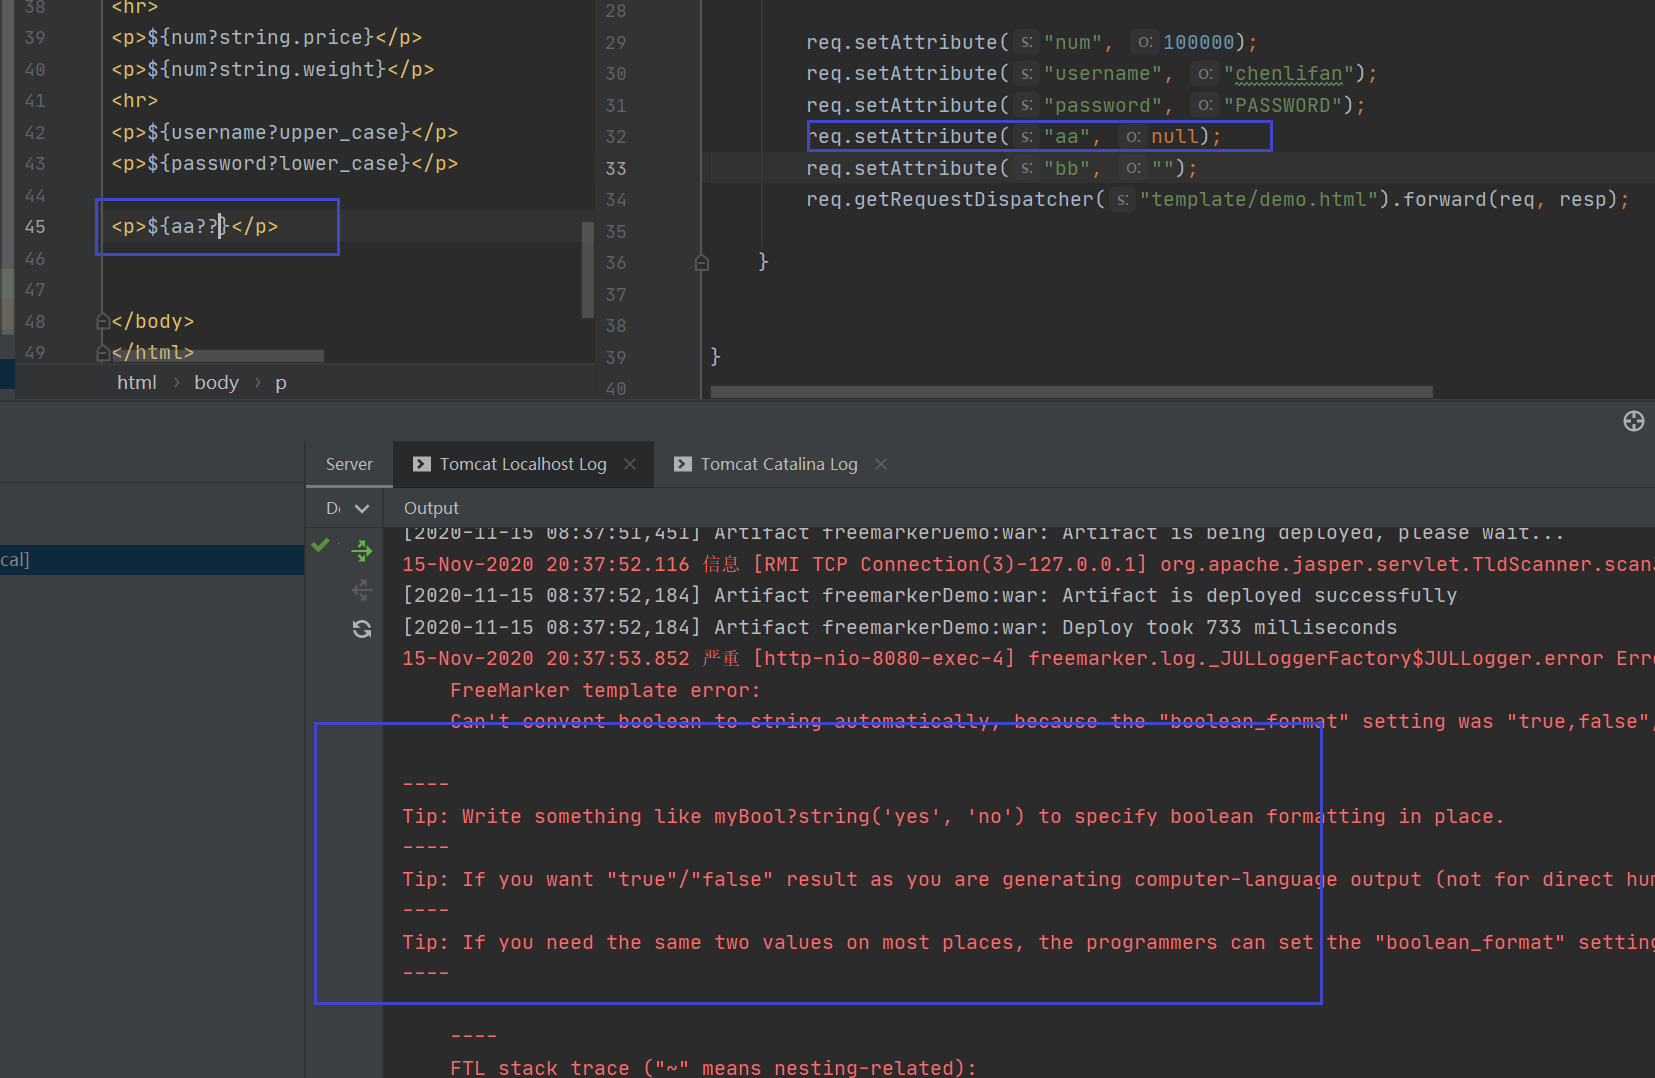 38 <hr>
39 <p>${num?string.price}</p>
40 <p>${num?string.weight}</p>
41 <hr>
42 <p>${username?upper_case}</p>
43 <p>${password?lower_case}</p>
44
45 <p>${aa??}</p>
46
47
48 </body>
49 </html>
html › body › p
28
29 req.setAttribute( s: "num", o: 100000);
30 req.setAttribute( s: "username", o: "chenlifan");
31 req.setAttribute( s: "password", o: "PASSWORD");
32 req.setAttribute( s: "aa", o: null);
33 req.setAttribute( s: "bb", o: "");
34 req.getRequestDispatcher( s: "template/demo.html").forward(req, resp);
35
36 }
37
38
39 }
40
cal]
Server Tomcat Localhost Log × Tomcat Catalina Log ×
De Output
[2020-11-15 08:37:51,451] Artifact freemarkerDemo:war: Artifact is being deployed, please wait...
15-Nov-2020 20:37:52.116 信息 [RMI TCP Connection(3)-127.0.0.1] org.apache.jasper.servlet.TldScanner.scanJ
[2020-11-15 08:37:52,184] Artifact freemarkerDemo:war: Artifact is deployed successfully
[2020-11-15 08:37:52,184] Artifact freemarkerDemo:war: Deploy took 733 milliseconds
15-Nov-2020 20:37:53.852 严重 [http-nio-8080-exec-4] freemarker.log._JULLoggerFactory$JULLogger.error Erro
FreeMarker template error:
Can't convert boolean to string automatically, because the "boolean_format" setting was "true,false",
----
Tip: Write something like myBool?string('yes', 'no') to specify boolean formatting in place.
----
Tip: If you want "true"/"false" result as you are generating computer-language output (not for direct hum
----
Tip: If you need the same two values on most places, the programmers can set the "boolean_format" setting
----
----
FTL stack trace ("~" means nesting-related):